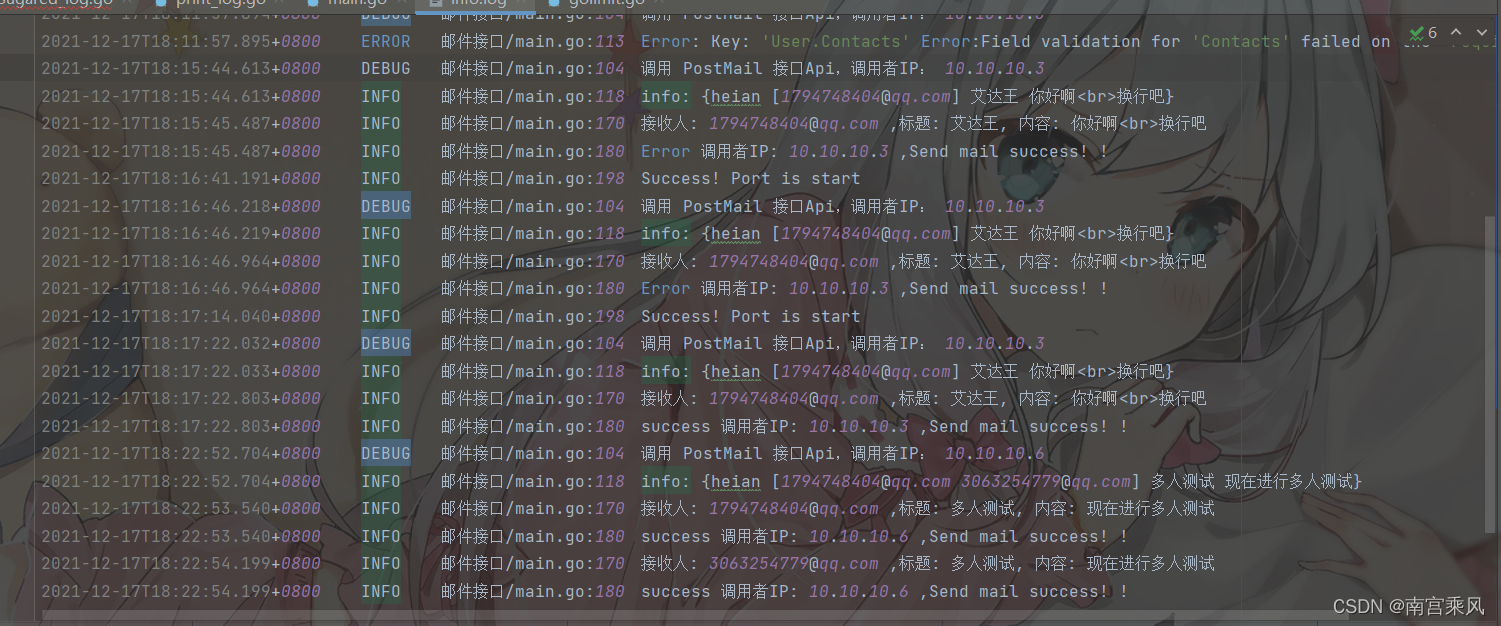 print_log.go main.go info.log golimit.go
调用 PostMail 接口Api,调用者IP: 10.10.10.3
2021-12-17T18:11:57.895+0800 ERROR 邮件接口/main.go:113 Error: Key: 'User.Contacts' Error:Field validation for 'Contacts' failed on 6
2021-12-17T18:15:44.613+0800 DEBUG 邮件接口/main.go:104 调用 PostMail 接口Api,调用者IP: 10.10.10.3
2021-12-17T18:15:44.613+0800 INFO 邮件接口/main.go:118 info: {heian [1794748404@qq.com] 艾达王 你好啊<br>换行吧}
2021-12-17T18:15:45.487+0800 INFO 邮件接口/main.go:170 接收人: 1794748404@qq.com ,标题: 艾达王, 内容: 你好啊<br>换行吧
2021-12-17T18:15:45.487+0800 INFO 邮件接口/main.go:180 Error 调用者IP: 10.10.10.3 ,Send mail success! !
2021-12-17T18:16:41.191+0800 INFO 邮件接口/main.go:198 Success! Port is start
2021-12-17T18:16:46.218+0800 DEBUG 邮件接口/main.go:104 调用 PostMail 接口Api,调用者IP: 10.10.10.3
2021-12-17T18:16:46.219+0800 INFO 邮件接口/main.go:118 info: {heian [1794748404@qq.com] 艾达王 你好啊<br>换行吧}
2021-12-17T18:16:46.964+0800 INFO 邮件接口/main.go:170 接收人: 1794748404@qq.com ,标题: 艾达王, 内容: 你好啊<br>换行吧
2021-12-17T18:16:46.964+0800 INFO 邮件接口/main.go:180 Error 调用者IP: 10.10.10.3 ,Send mail success! !
2021-12-17T18:17:14.040+0800 INFO 邮件接口/main.go:198 Success! Port is start
2021-12-17T18:17:22.032+0800 DEBUG 邮件接口/main.go:104 调用 PostMail 接口Api,调用者IP: 10.10.10.3
2021-12-17T18:17:22.033+0800 INFO 邮件接口/main.go:118 info: {heian [1794748404@qq.com] 艾达王 你好啊<br>换行吧}
2021-12-17T18:17:22.803+0800 INFO 邮件接口/main.go:170 接收人: 1794748404@qq.com ,标题: 艾达王, 内容: 你好啊<br>换行吧
2021-12-17T18:17:22.803+0800 INFO 邮件接口/main.go:180 success 调用者IP: 10.10.10.3 ,Send mail success! !
2021-12-17T18:22:52.704+0800 DEBUG 邮件接口/main.go:104 调用 PostMail 接口Api,调用者IP: 10.10.10.6
2021-12-17T18:22:52.704+0800 INFO 邮件接口/main.go:118 info: {heian [1794748404@qq.com 3063254779@qq.com] 多人测试 现在进行多人测试}
2021-12-17T18:22:53.540+0800 INFO 邮件接口/main.go:170 接收人: 1794748404@qq.com ,标题: 多人测试, 内容: 现在进行多人测试
2021-12-17T18:22:53.540+0800 INFO 邮件接口/main.go:180 success 调用者IP: 10.10.10.6 ,Send mail success! !
2021-12-17T18:22:54.199+0800 INFO 邮件接口/main.go:170 接收人: 3063254779@qq.com ,标题: 多人测试, 内容: 现在进行多人测试
2021-12-17T18:22:54.199+0800 INFO 邮件接口/main.go:180 success 调用者IP: 10.10.10.6 ,Send mail success! !
CSDN @南宫乘风